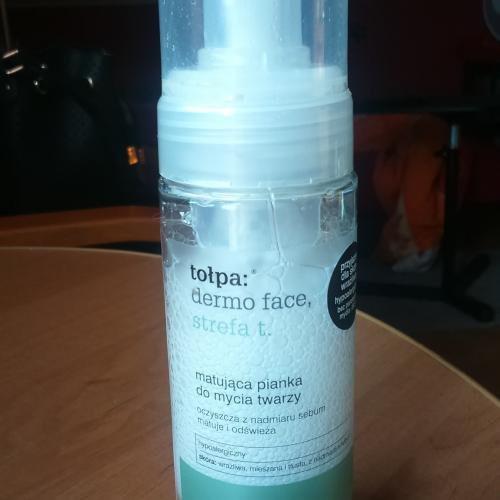 tołpa:®
dermo face,
strefa t.
matująca pianka
do mycia twarzy
oczyszcza z nadmiaru sebum
matuje i odświeża
hypoalergiczny
skóra: wrażliwa, mieszana i tłusta, z nadmiarem